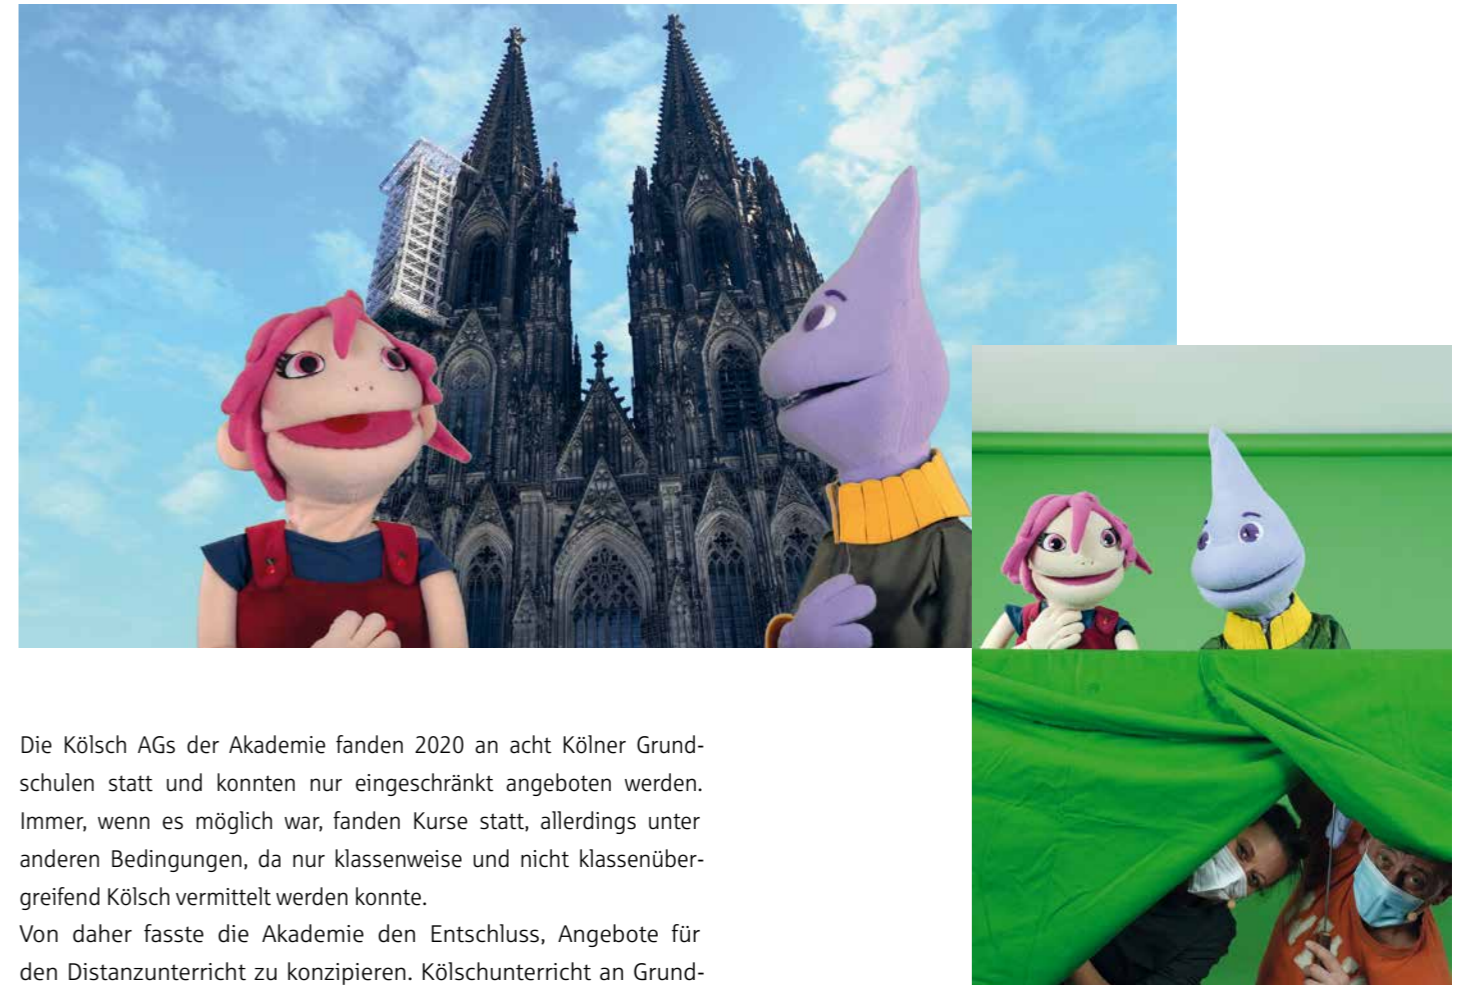 Die Kölsch AGs der Akademie fanden 2020 an acht Kölner Grund-
schulen statt und konnten nur eingeschränkt angeboten werden.
Immer, wenn es möglich war, fanden Kurse statt, allerdings unter
anderen Bedingungen, da nur klassenweise und nicht klassenüber-
greifend Kölsch vermittelt werden konnte.
Von daher fasste die Akademie den Entschluss, Angebote für
den Distanzunterricht zu konzipieren. Kölschunterricht an Grund-